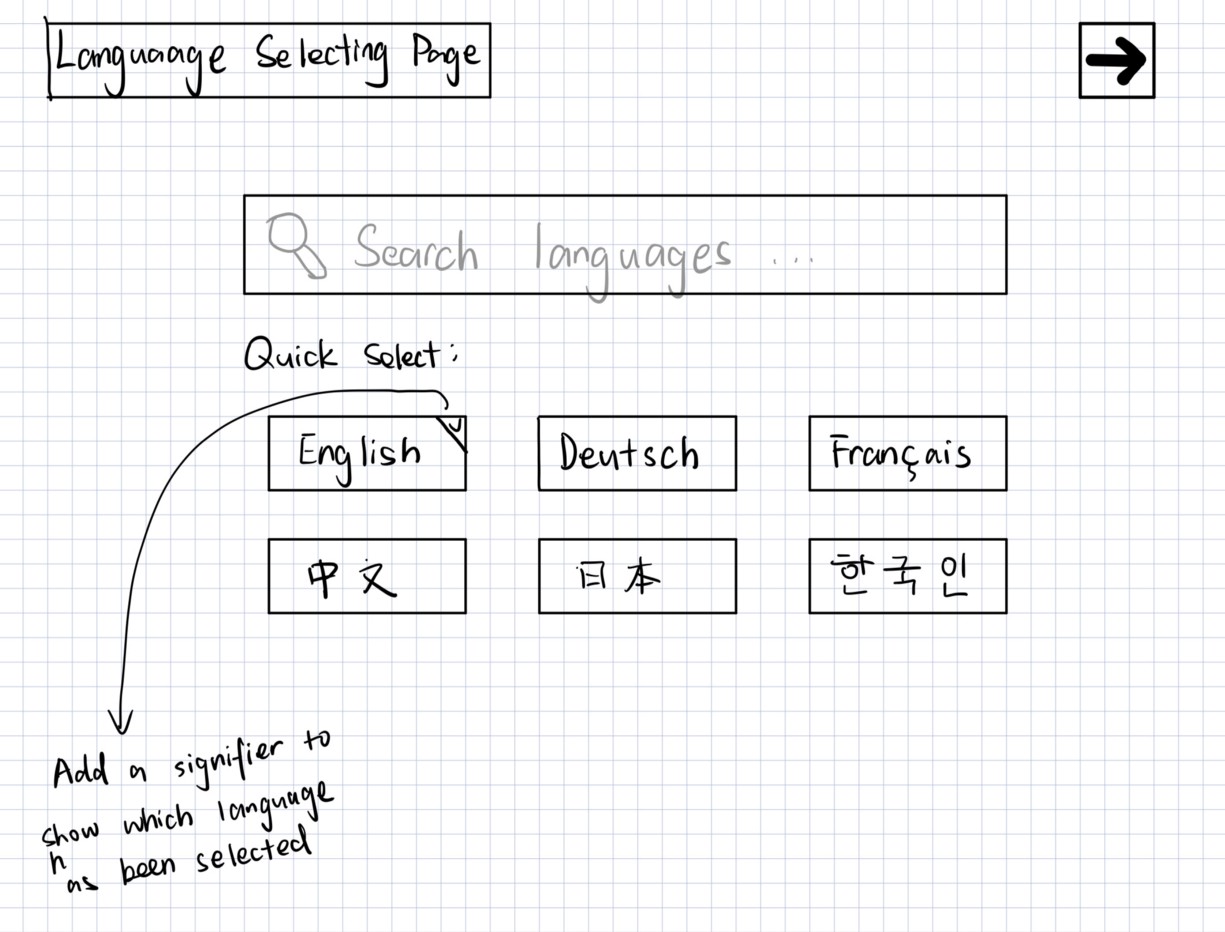 Languaage Selecting Page
Search languages ...
Quick Select:
English
Deutsch
Français
中文
日本
한국인
Add a signifier to
show which language
has been selected